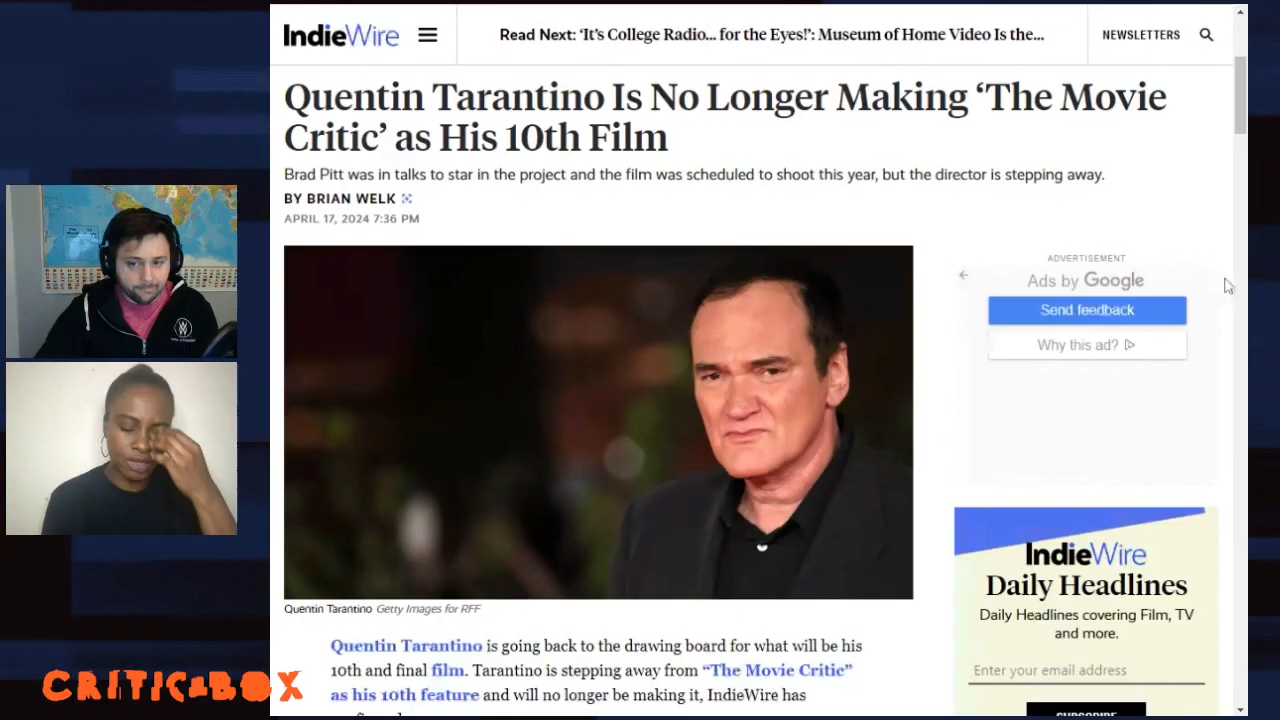 IndieWire
Read Next: ‘It’s College Radio... for the Eyes!’: Museum of Home Video Is the...
NEWSLETTERS
Quentin Tarantino Is No Longer Making ‘The Movie
Critic’ as His 10th Film
Brad Pitt was in talks to star in the project and the film was scheduled to shoot this year, but the director is stepping away.
BY BRIAN WELK
APRIL 17, 2024 7:36 PM
ADVERTISEMENT
Ads by Google
Send feedback
Why this ad?
Quentin Tarantino Getty Images for RFF
IndieWire
Daily Headlines
Daily Headlines covering Film, TV
and more.
Enter your email address
SUBSCRIBE
Quentin Tarantino is going back to the drawing board for what will be his
10th and final film. Tarantino is stepping away from “The Movie Critic”
as his 10th feature and will no longer be making it, IndieWire has
CRITICBOX